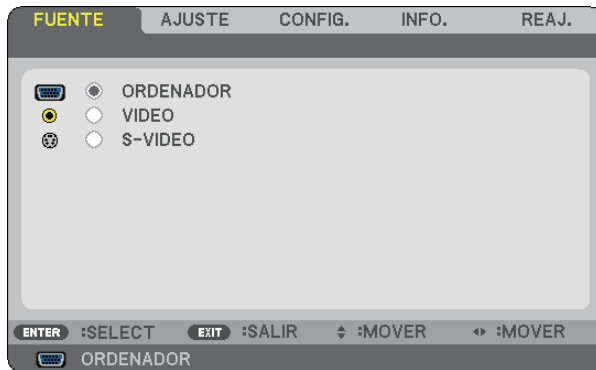 FUENTE AJUSTE CONFIG. INFO. REAJ.
ORDENADOR
VIDEO
S-VIDEO
ENTER :SELECT EXIT :SALIR :MOVER :MOVER
ORDENADOR